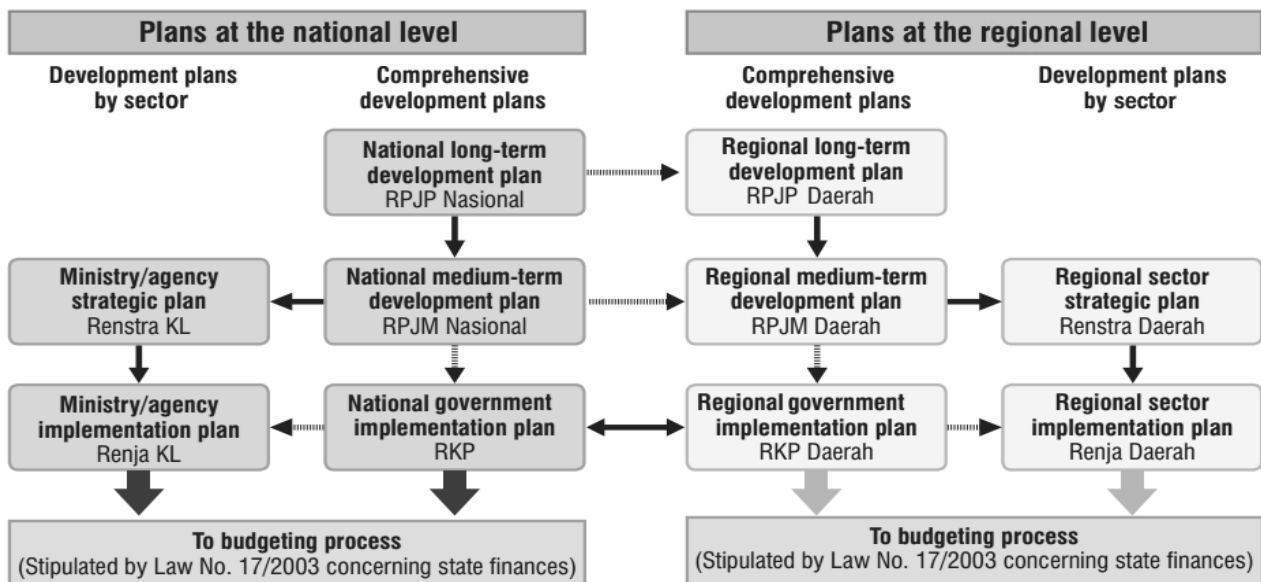 Plans at the national level
Plans at the regional level
Development plans
by sector
Comprehensive
development plans
Comprehensive
development plans
Development plans
by sector
National long-term
development plan
RPJP Nasional
Regional long-term
development plan
RPJP Daerah
Ministry/agency
strategic plan
Renstra KL
National medium-term
development plan
RPJM Nasional
Regional medium-term
development plan
RPJM Daerah
Regional sector
strategic plan
Renstra Daerah
Ministry/agency
implementation plan
Renja KL
National government
implementation plan
RKP
Regional government
implementation plan
RKP Daerah
Regional sector
implementation plan
Renja Daerah
To budgeting process
(Stipulated by Law No. 17/2003 concerning state finances)
To budgeting process
(Stipulated by Law No. 17/2003 concerning state finances)